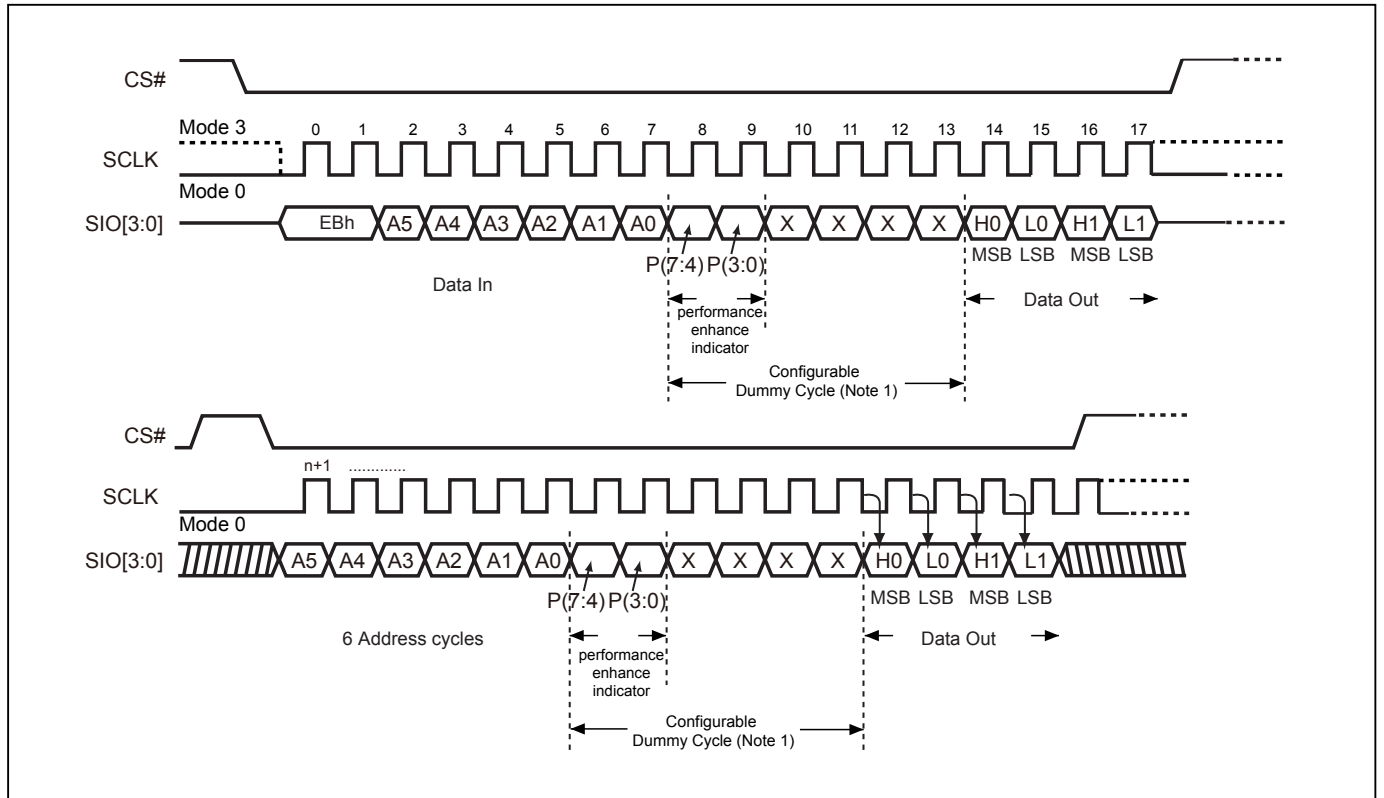 CS#
Mode 3
0 1 2 3 4 5 6 7 8 9 10 11 12 13 14 15 16 17
SCLK
Mode 0
SIO[3:0] EBh A5 A4 A3 A2 A1 A0 X X X X H0 L0 H1 L1
MSB LSB MSB LSB
P(7:4) P(3:0)
Data In
Data Out
performance
enhance
indicator
Configurable
Dummy Cycle (Note 1)
CS#
n+1 .............
SCLK
Mode 0
SIO[3:0] A5 A4 A3 A2 A1 A0 X X X X H0 L0 H1 L1
P(7:4) P(3:0)
MSB LSB MSB LSB
6 Address cycles
Data Out
performance
enhance
indicator
Configurable
Dummy Cycle (Note 1)